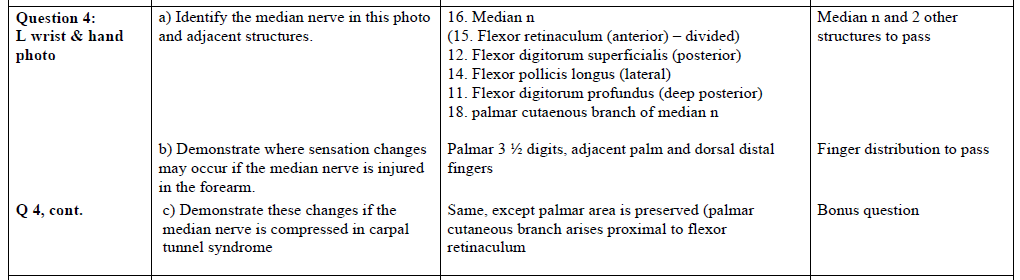 Question 4:
L wrist & hand
photo
a) Identify the median nerve in this photo
and adjacent structures.
16. Median n
(15. Flexor retinaculum (anterior) – divided)
12. Flexor digitorum superficialis (posterior)
14. Flexor pollicis longus (lateral)
11. Flexor digitorum profundus (deep posterior)
18. palmar cutaenous branch of median n
Median n and 2 other
structures to pass
b) Demonstrate where sensation changes
may occur if the median nerve is injured
in the forearm.
Palmar 3 ½ digits, adjacent palm and dorsal distal
fingers
Finger distribution to pass
Q 4, cont.
c) Demonstrate these changes if the
median nerve is compressed in carpal
tunnel syndrome
Same, except palmar area is preserved (palmar
cutaneous branch arises proximal to flexor
retinaculum
Bonus question